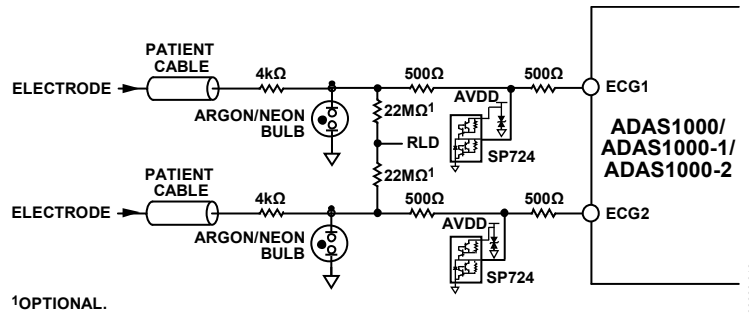 PATIENT
CABLE
4kΩ
500Ω
500Ω
ELECTRODE
ECG1
AVDD
22MΩ1
ARGON/NEON
BULB
RLD
SP724
ADAS1000/
ADAS1000-1/
ADAS1000-2
22MΩ1
PATIENT
CABLE
4kΩ
500Ω
500Ω
ELECTRODE
ECG2
AVDD
ARGON/NEON
BULB
SP724
1OPTIONAL.